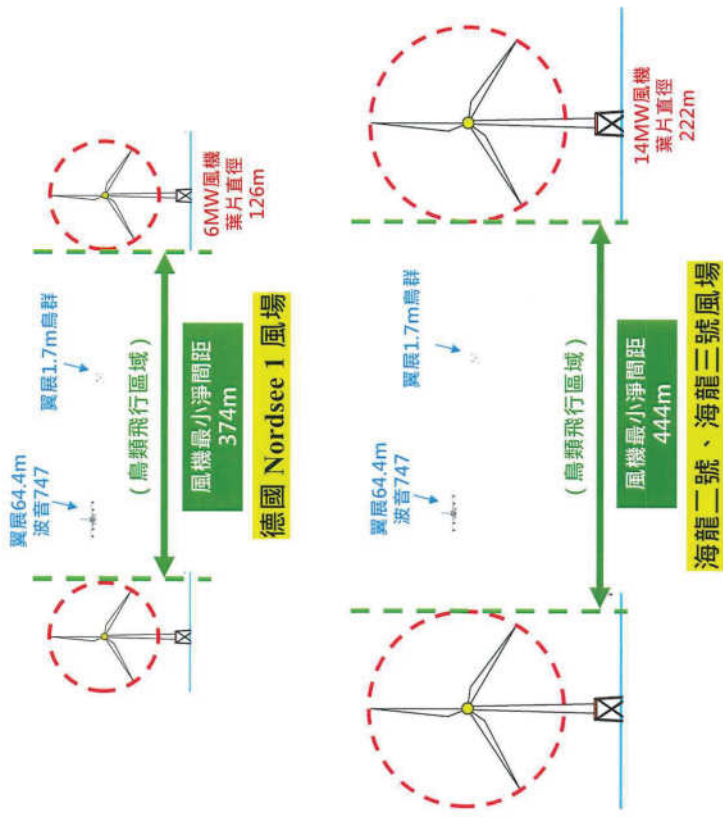 翼展64.4m
波音747
翼展1.7m鳥群
(鳥類飛行區域)
6MW風機
葉片直徑
126m
風機最小淨間距
374m
德國 Nordsee 1 風場
翼展64.4m
波音747
翼展1.7m鳥群
(鳥類飛行區域)
14MW風機
葉片直徑
222m
風機最小淨間距
444m
海龍二號、海龍三號風場